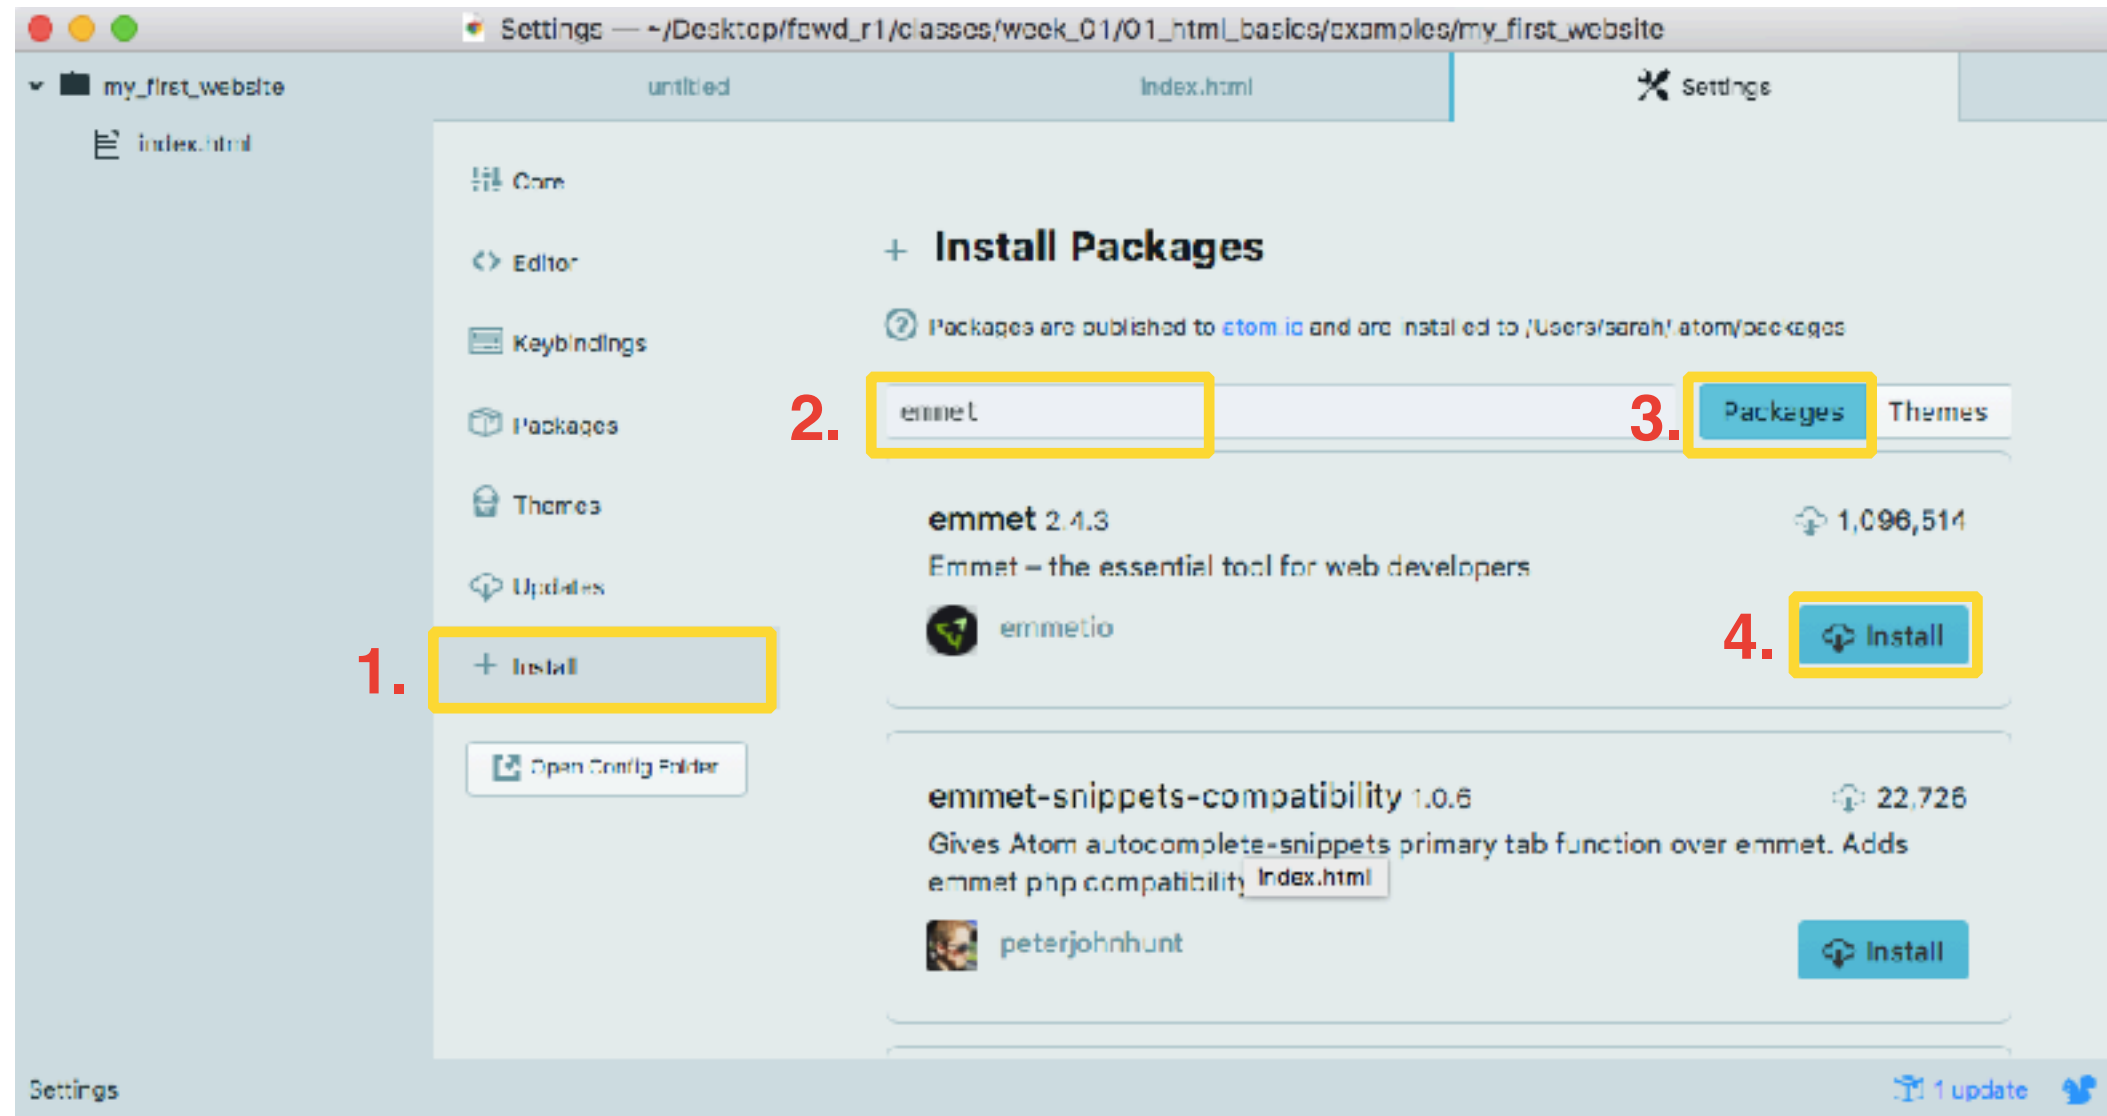 Settings — ~/Desktop/fewd_r1/classes/week_01/01_html_basics/examples/my_first_website
my_first_website
index.html
untitled
index.html
Settings
Core
Editor
Keybindings
Packages
Themes
Updates
1.
+ Install
Open Config Folder
+ Install Packages
? Packages are published to atom.io and are installed to /Users/sarah/.atom/packages
2.
emmet
3.
Packages
Themes
emmet 2.4.3
1,096,514
Emmet – the essential tool for web developers
emmetio
4.
Install
emmet-snippets-compatibility 1.0.6
22,726
Gives Atom autocomplete-snippets primary tab function over emmet. Adds
emmet php compatibility
index.html
peterjohnhunt
Install
Settings
1 update